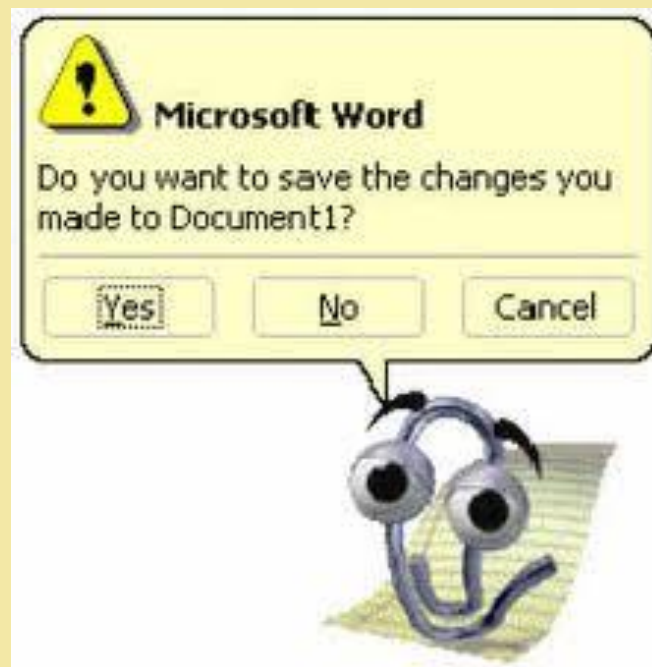 Microsoft Word
Do you want to save the changes you
made to Document1?
Yes No Cancel